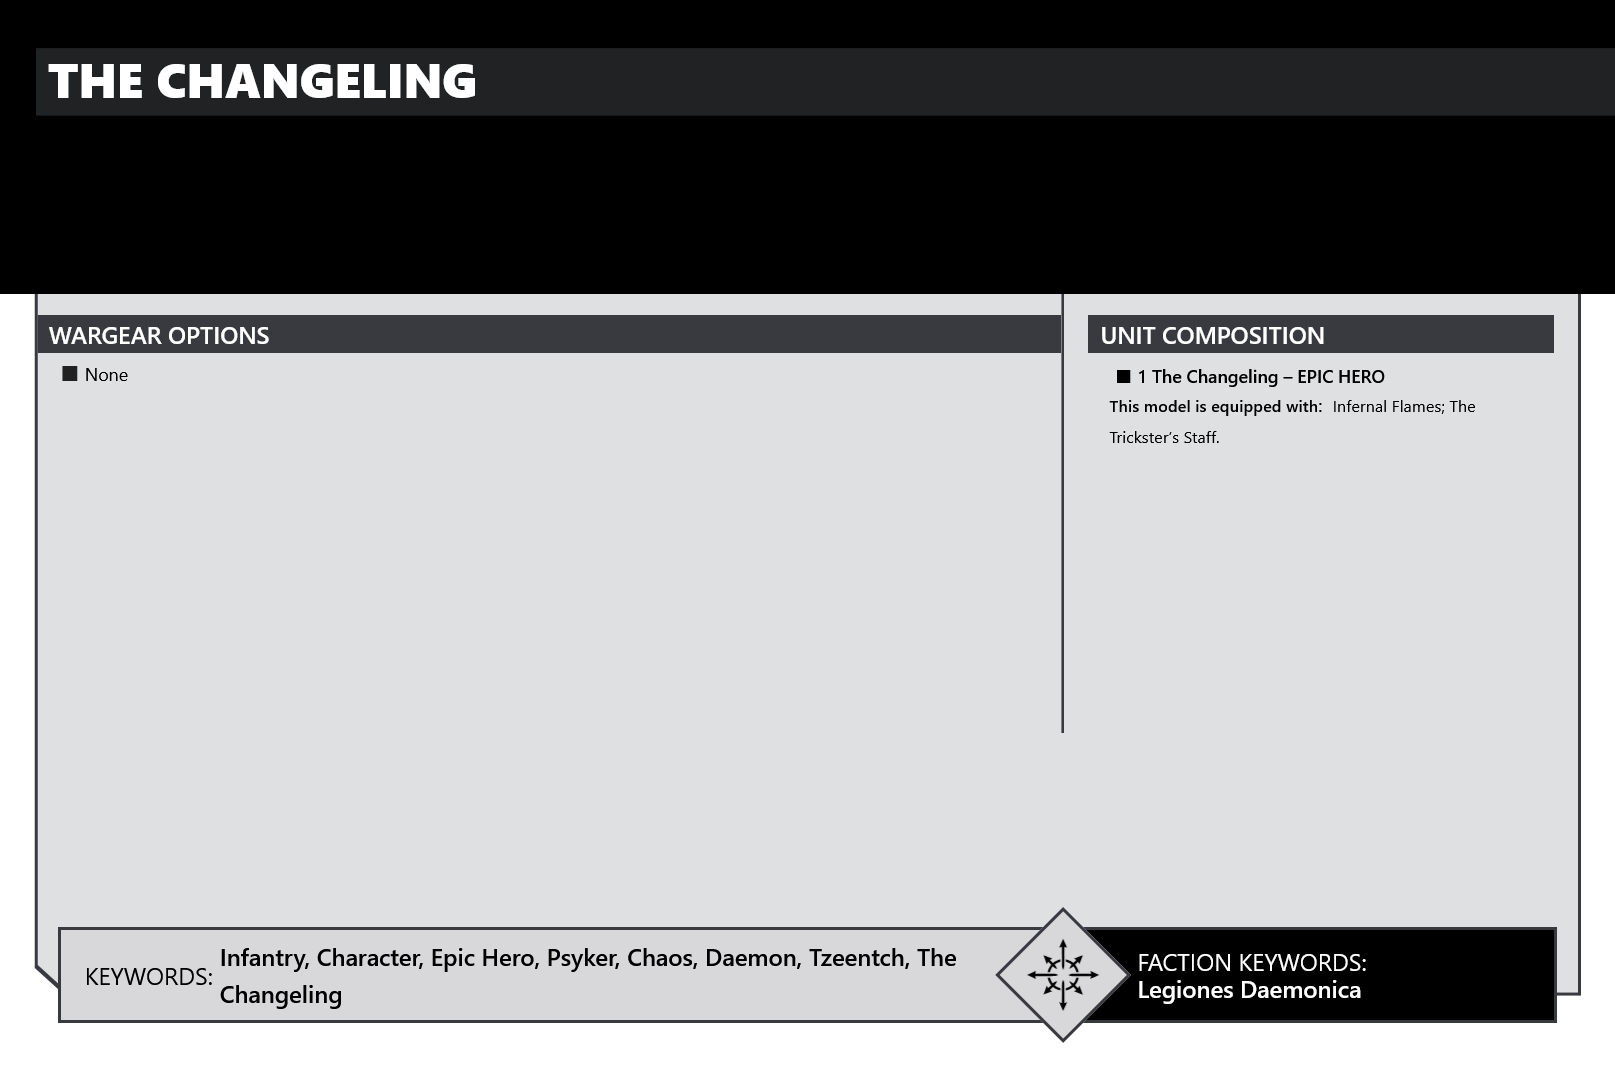 THE CHANGELING
WARGEAR OPTIONS
■ None
UNIT COMPOSITION
■ 1 The Changeling – EPIC HERO
This model is equipped with: Infernal Flames; The
Trickster’s Staff.
KEYWORDS: Infantry, Character, Epic Hero, Psyker, Chaos, Daemon, Tzeentch, The
Changeling
FACTION KEYWORDS:
Legiones Daemonica